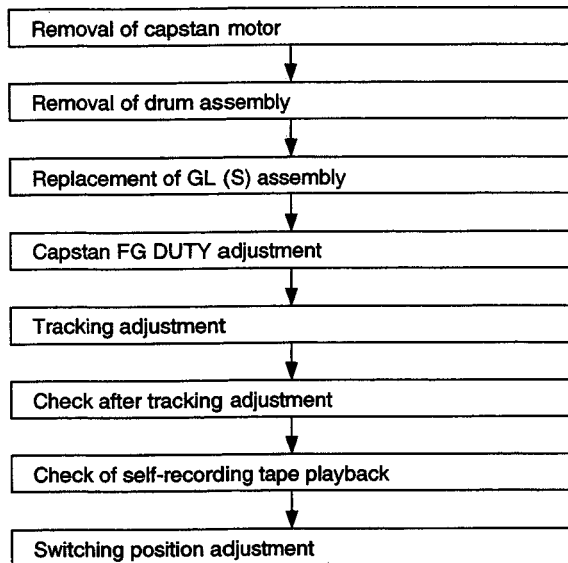 Removal of capstan motor
Removal of drum assembly
Replacement of GL (S) assembly
Capstan FG DUTY adjustment
Tracking adjustment
Check after tracking adjustment
Check of self-recording tape playback
Switching position adjustment